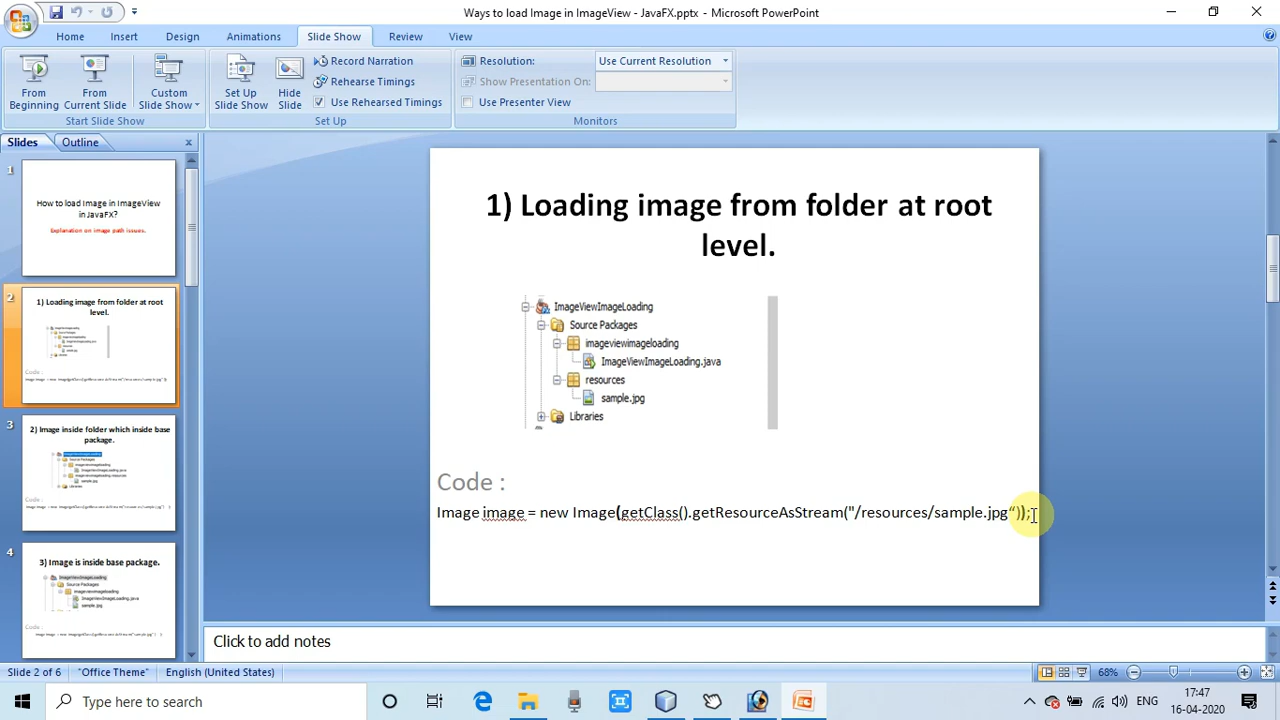 Ways to load Image in ImageView - JavaFX.pptx - Microsoft PowerPoint
Home Insert Design Animations Slide Show Review View
From Beginning
From Current Slide
Custom Slide Show
Start Slide Show
Set Up Slide Show
Hide Slide
Record Narration
Rehearse Timings
Use Rehearsed Timings
Set Up
Resolution: Use Current Resolution
Show Presentation On:
Use Presenter View
Monitors
Slides Outline
1
How to load Image in ImageView
in JavaFX?
Explanation on image path issues.
2
1) Loading image from folder at root
level.
Code :
3
2) Image inside folder which inside base
package.
Code :
4
3) Image is inside base package.
Code :
1) Loading image from folder at root
level.
ImageViewImageLoading
Source Packages
imageviewimageloading
ImageViewImageLoading.java
resources
sample.jpg
Libraries
Code :
Image image = new Image(getClass().getResourceAsStream("/resources/sample.jpg“));
Click to add notes
Slide 2 of 6 "Office Theme" English (United States) 68%
Type here to search
ENG
17:47
16-04-2020